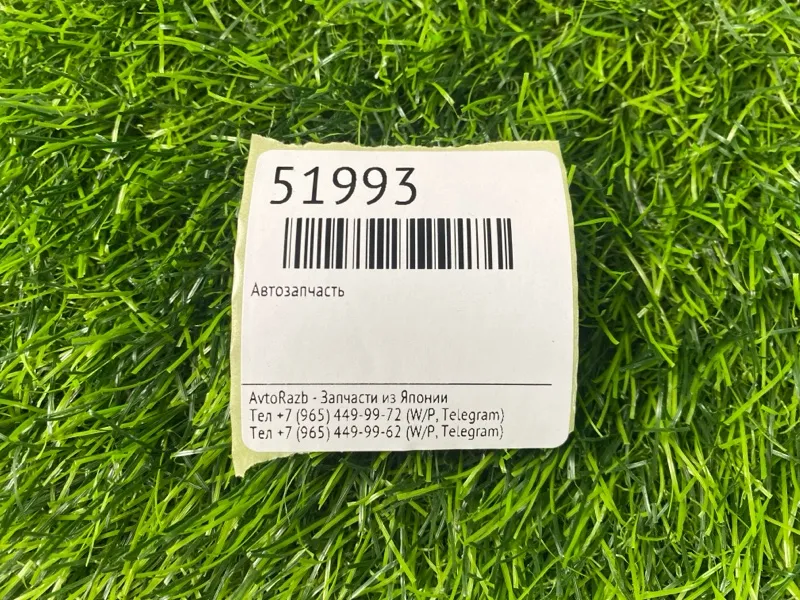 51993
Автозапчасть
AvtoRazb - Запчасти из Японии
Тел +7 (965) 449-99-72 (W/P, Telegram)
Тел +7 (965) 449-99-62 (W/P, Telegram)